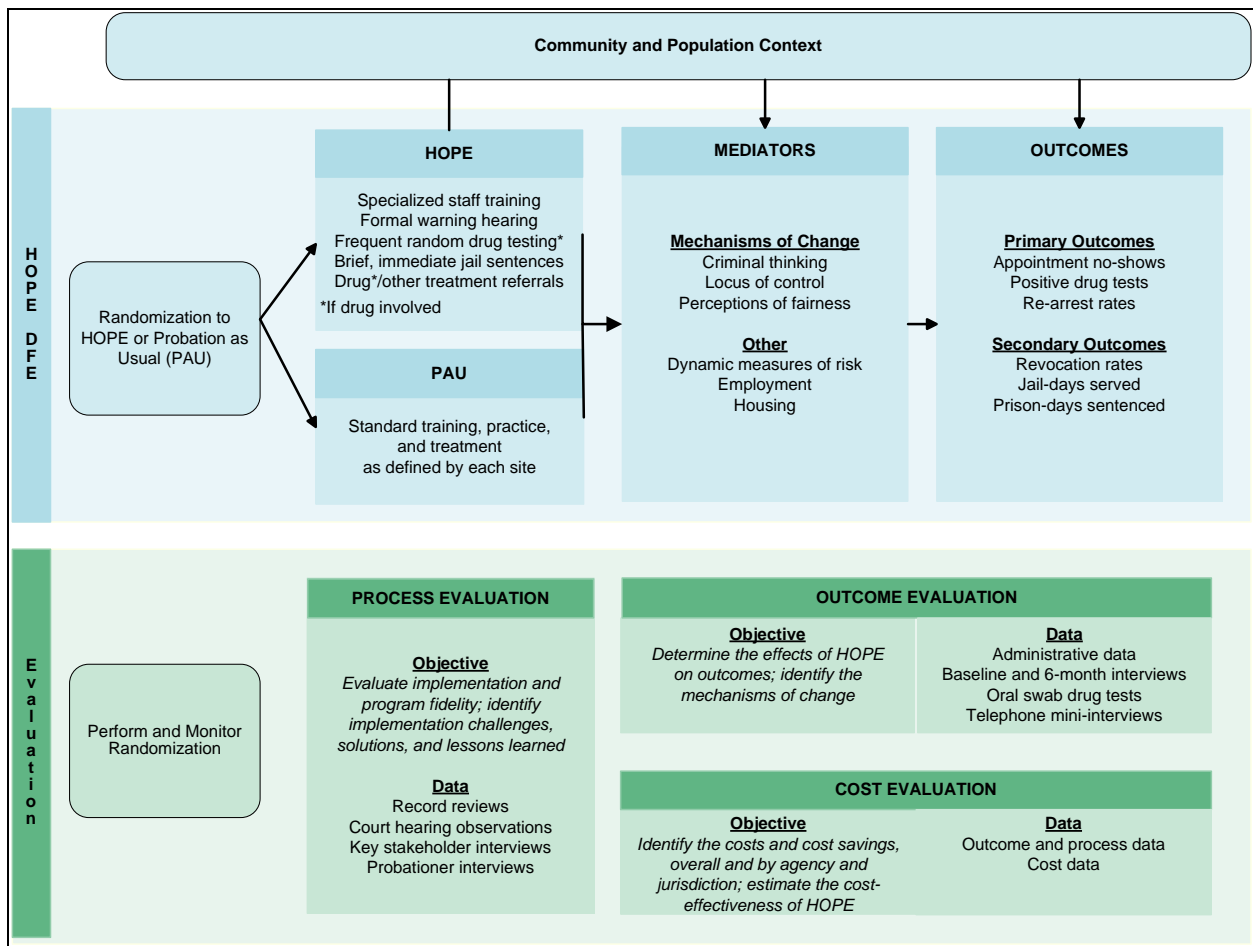 Community and Population Context
HOPE DFE
Randomization to
HOPE or Probation as
Usual (PAU)
HOPE
Specialized staff training
Formal warning hearing
Frequent random drug testing*
Brief, immediate jail sentences
Drug*/other treatment referrals
*If drug involved
PAU
Standard training, practice,
and treatment
as defined by each site
MEDIATORS
Mechanisms of Change
Criminal thinking
Locus of control
Perceptions of fairness
Other
Dynamic measures of risk
Employment
Housing
OUTCOMES
Primary Outcomes
Appointment no-shows
Positive drug tests
Re-arrest rates
Secondary Outcomes
Revocation rates
Jail-days served
Prison-days sentenced
Evaluation
Perform and Monitor
Randomization
PROCESS EVALUATION
Objective
Evaluate implementation and
program fidelity; identify
implementation challenges,
solutions, and lessons learned
Data
Record reviews
Court hearing observations
Key stakeholder interviews
Probationer interviews
OUTCOME EVALUATION
Objective
Determine the effects of HOPE
on outcomes; identify the
mechanisms of change
Data
Administrative data
Baseline and 6-month interviews
Oral swab drug tests
Telephone mini-interviews
COST EVALUATION
Objective
Identify the costs and cost savings,
overall and by agency and
jurisdiction; estimate the cost-
effectiveness of HOPE
Data
Outcome and process data
Cost data